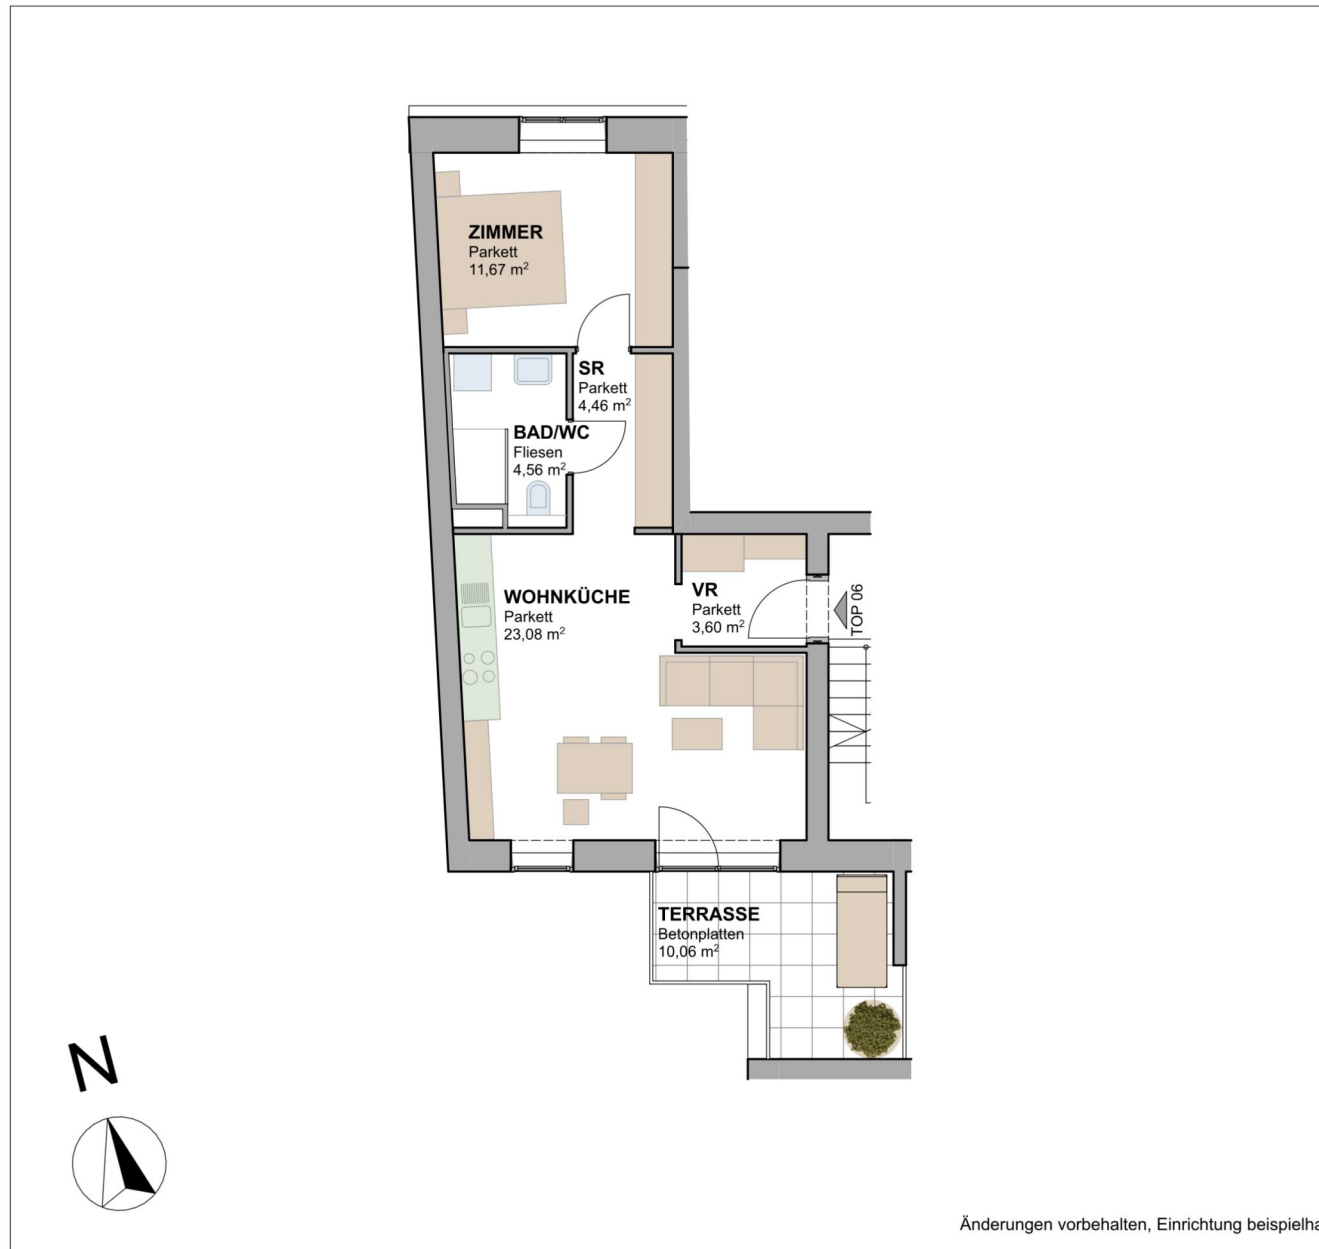 ZIMMER
Parkett
11,67 m²
SR
Parkett
4,46 m²
BAD/WC
Fliesen
4,56 m²
WOHNKÜCHE
Parkett
23,08 m²
VR
Parkett
3,60 m²
TOP 06
TERRASSE
Betonplatten
10,06 m²
N
Änderungen vorbehalten, Einrichtung beispielha